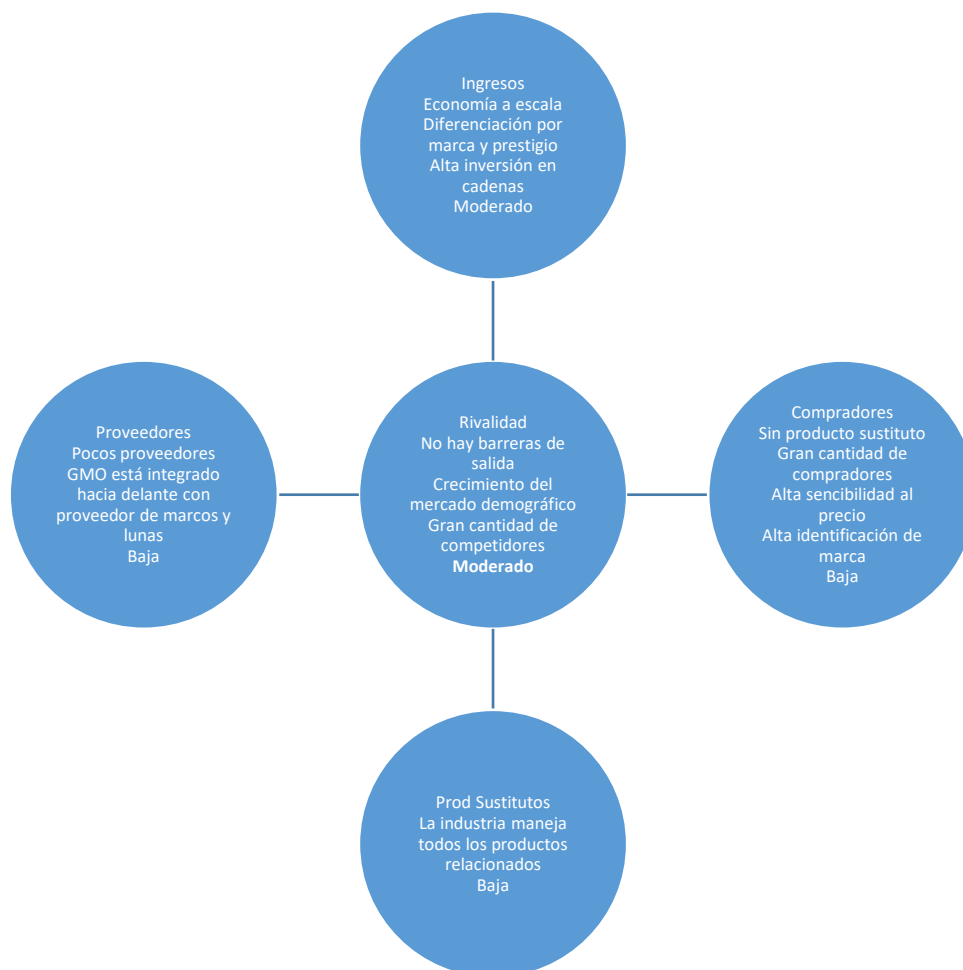 Ingresos
Economía a escala
Diferenciación por
marca y prestigio
Alta inversión en
cadenas
Moderado
Proveedores
Pocos proveedores
GMO está integrado
hacia delante con
proveedor de marcos y
lunas
Baja
Rivalidad
No hay barreras de
salida
Crecimiento del
mercado demográfico
Gran cantidad de
competidores
Moderado
Compradores
Sin producto sustituto
Gran cantidad de
compradores
Alta sencibilidad al
precio
Alta identificación de
marca
Baja
Prod Sustitutos
La industria maneja
todos los productos
relacionados
Baja